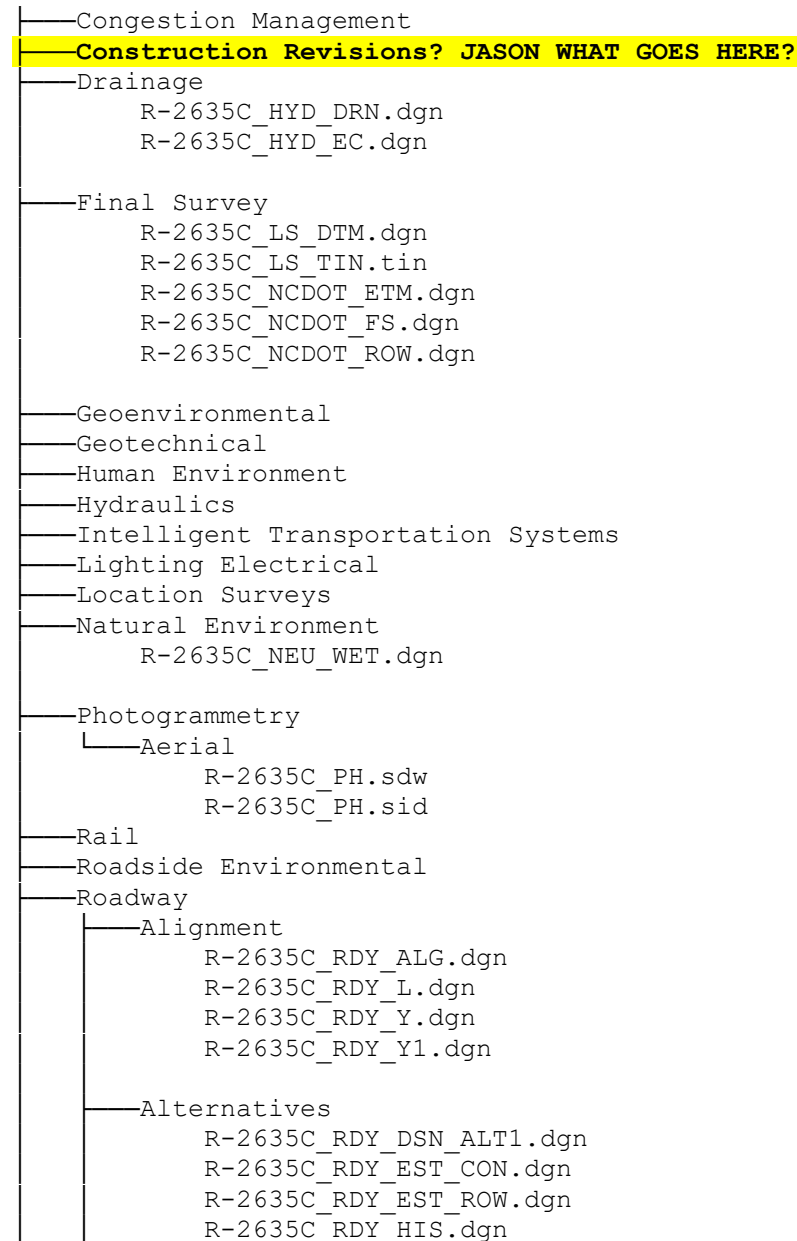 Congestion Management
Construction Revisions? JASON WHAT GOES HERE?
Drainage
R-2635C_HYD_DRN.dgn
R-2635C_HYD_EC.dgn
Final Survey
R-2635C_LS_DTM.dgn
R-2635C_LS_TIN.tin
R-2635C_NCDOT_ETM.dgn
R-2635C_NCDOT_FS.dgn
R-2635C_NCDOT_ROW.dgn
Geoenvironmental
Geotechnical
Human Environment
Hydraulics
Intelligent Transportation Systems
Lighting Electrical
Location Surveys
Natural Environment
R-2635C_NEU_WET.dgn
Photogrammetry
Aerial
R-2635C_PH.sdw
R-2635C_PH.sid
Rail
Roadside Environmental
Roadway
Alignment
R-2635C_RDY_ALG.dgn
R-2635C_RDY_L.dgn
R-2635C_RDY_Y.dgn
R-2635C_RDY_Y1.dgn
Alternatives
R-2635C_RDY_DSN_ALT1.dgn
R-2635C_RDY_EST_CON.dgn
R-2635C_RDY_EST_ROW.dgn
R-2635C_RDY_HIS.dgn